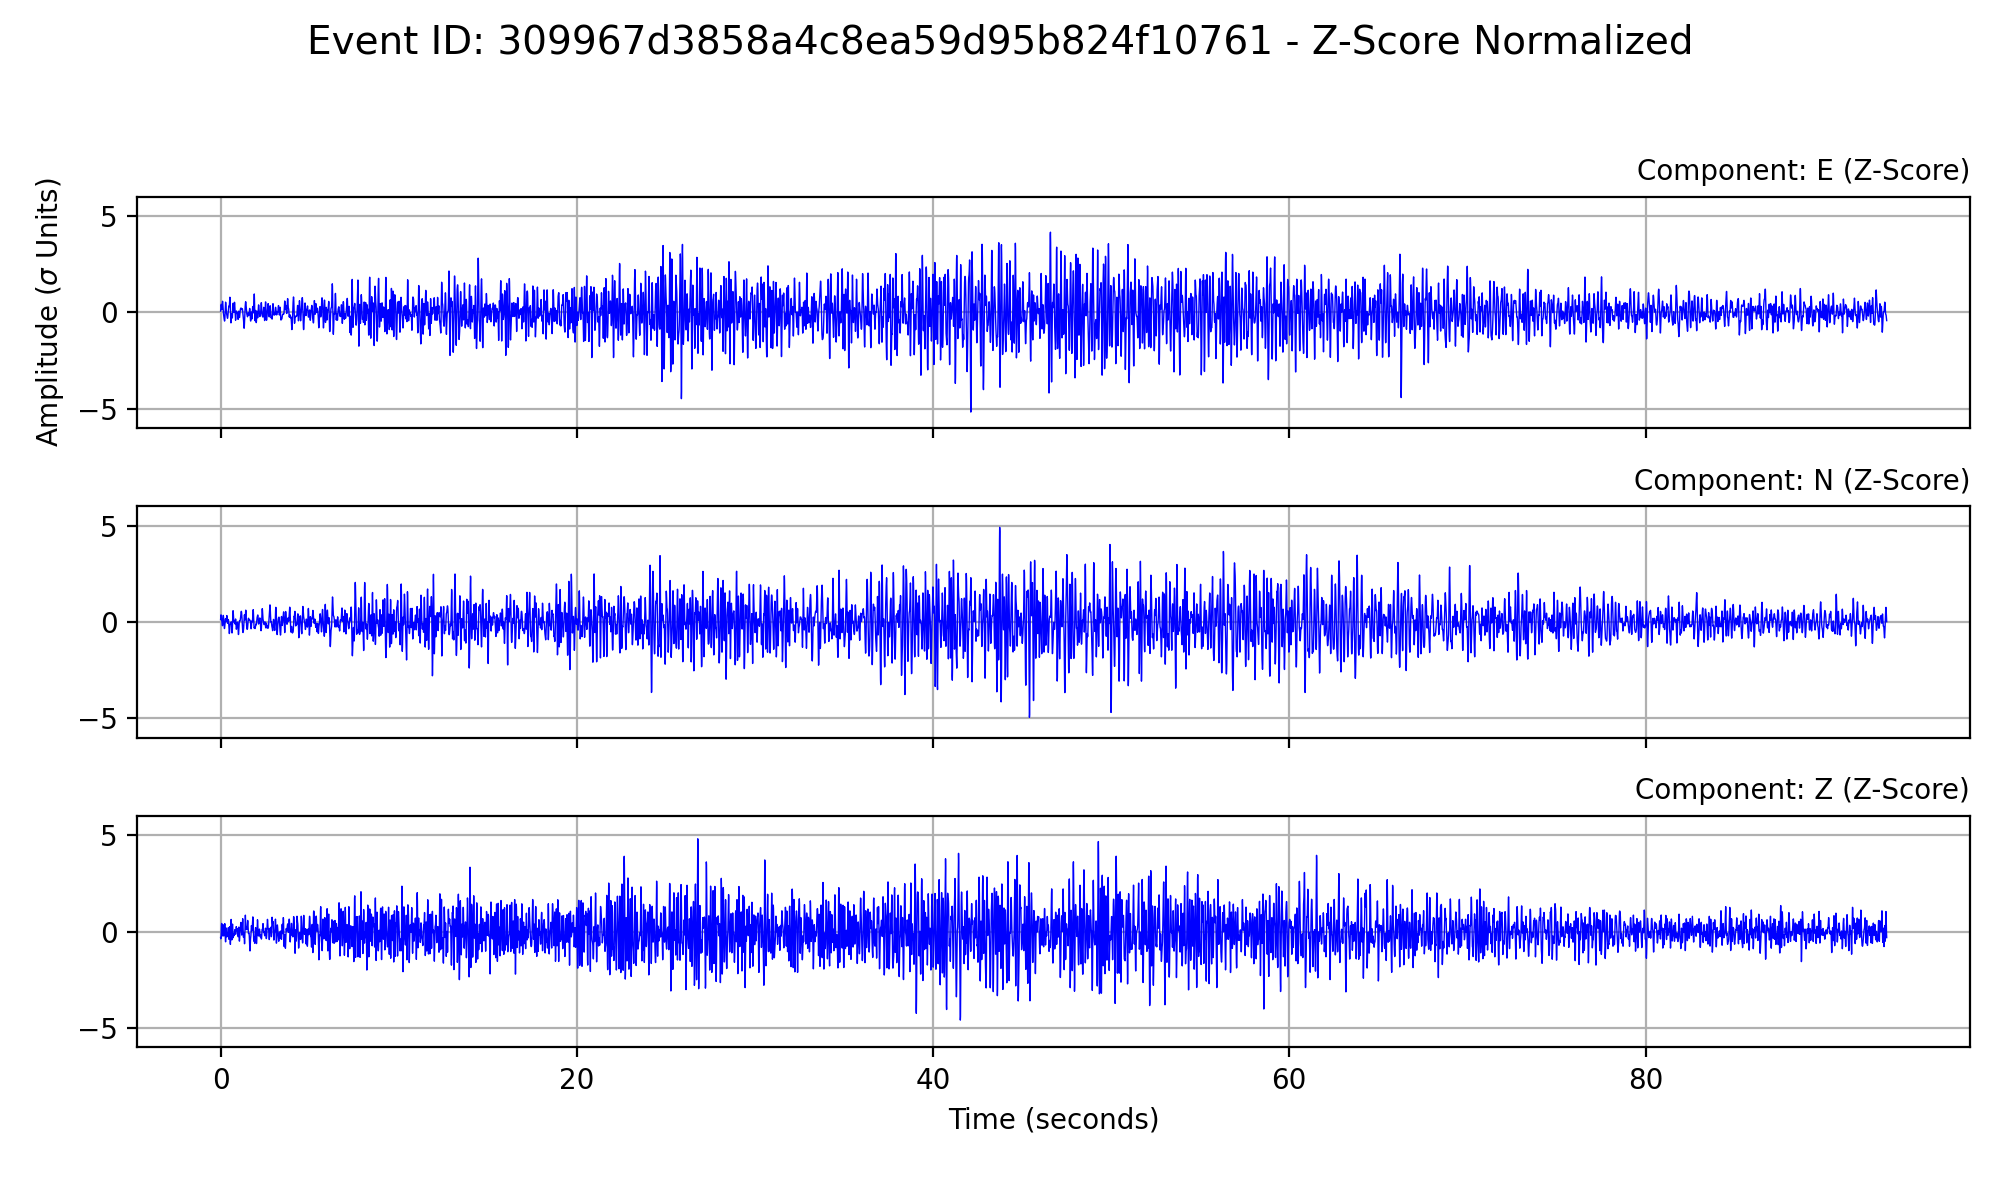 Event ID: 309967d3858a4c8ea59d95b824f10761 - Z-Score Normalized
Component: E (Z-Score)
Amplitude (σ Units)
5
0
−5
Component: N (Z-Score)
5
0
−5
Component: Z (Z-Score)
5
0
−5
0 20 40 60 80
Time (seconds)